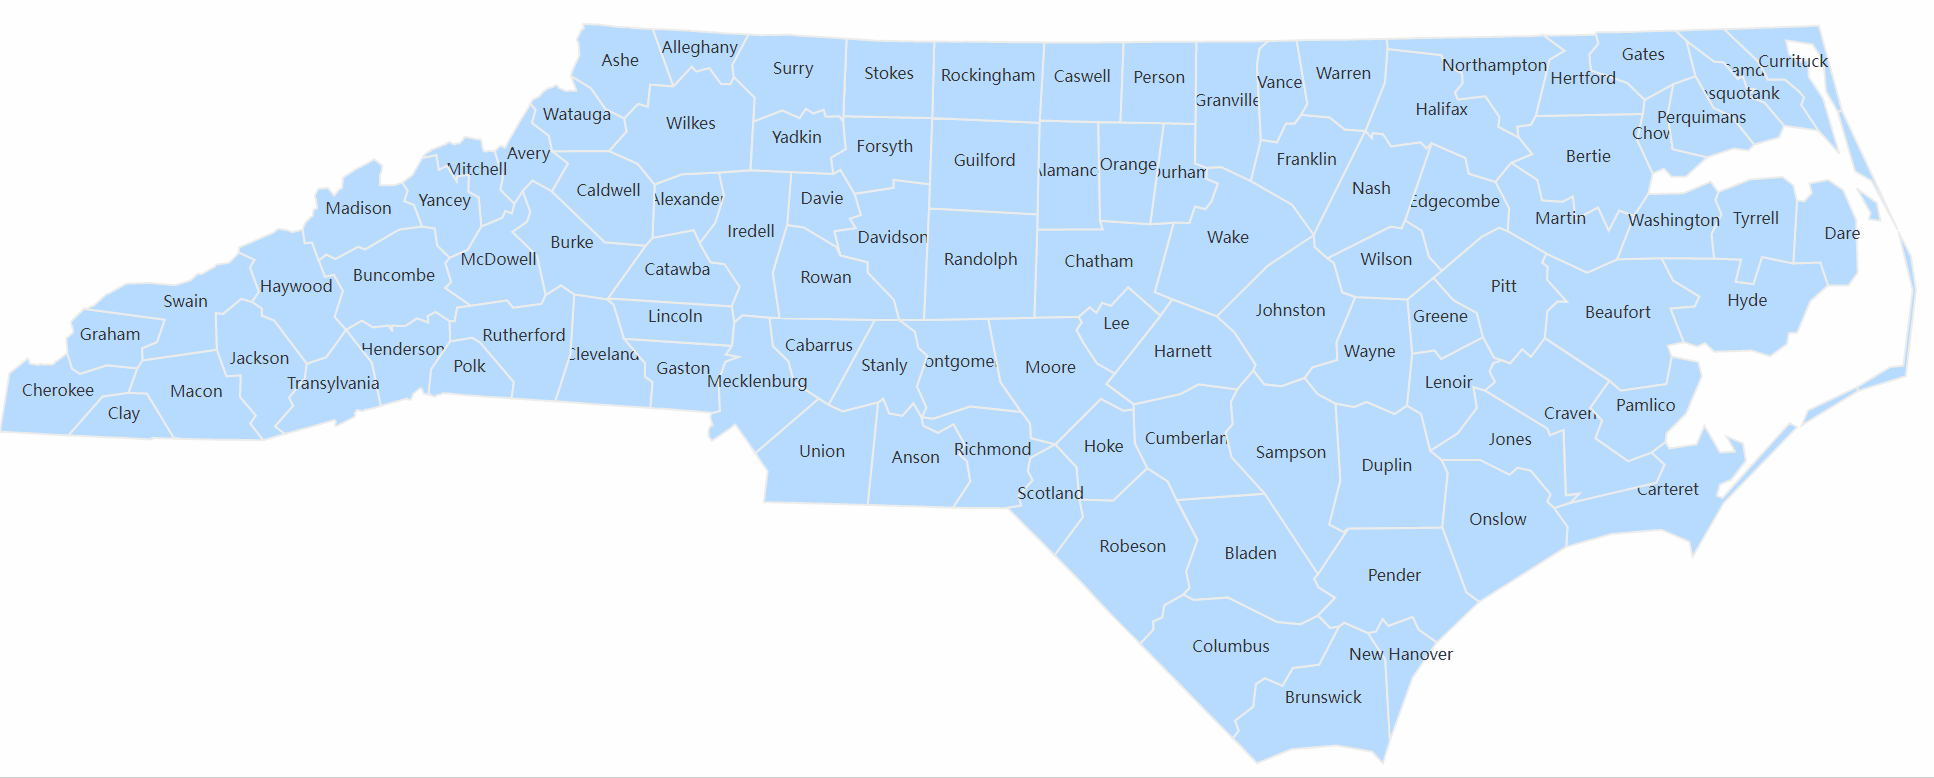 Ashe
Alleghany
Surry
Stokes
Rockingham
Caswell
Person
Granville
Vance
Warren
Northampton
Halifax
Hertford
Gates
Camd
Currituck
squotank
Perquimans
Chow
Watauga
Wilkes
Yadkin
Forsyth
Guilford
Alamanc
Orange
Durham
Franklin
Bertie
Mitchell
Avery
Caldwell
Alexander
Davie
Nash
Edgecombe
Martin
Washington
Tyrrell
Dare
Madison
Yancey
McDowell
Burke
Iredell
Davidson
Randolph
Chatham
Wake
Wilson
Buncombe
Catawba
Rowan
Johnston
Pitt
Beaufort
Hyde
Swain
Haywood
Lincoln
Lee
Greene
Graham
Jackson
Henderson
Rutherford
Cleveland
Cabarrus
Stanly
ontgome
Moore
Harnett
Wayne
Cherokee
Clay
Macon
Transylvania
Polk
Gaston
Mecklenburg
Lenoir
Craven
Pamlico
Union
Anson
Richmond
Hoke
Cumberlan
Sampson
Duplin
Jones
Scotland
Carteret
Robeson
Bladen
Onslow
Pender
Columbus
New Hanover
Brunswick